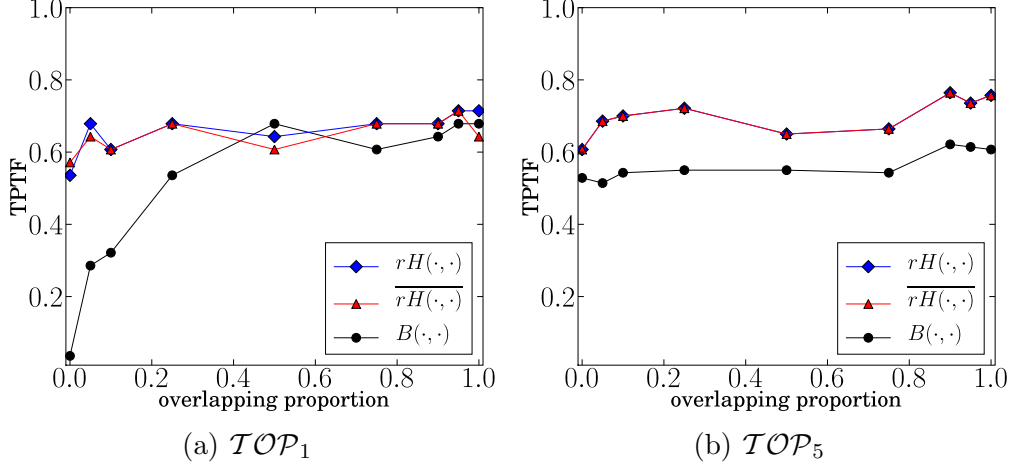 1.0
0.8
0.6
0.4
0.2
TPTF
0.0 0.2 0.4 0.6 0.8 1.0
overlapping proportion
rH(·,·)
\overline{rH(·,·)}
B(·,·)
(a) 𝒯𝒪𝒫₁
1.0
0.8
0.6
0.4
0.2
TPTF
0.0 0.2 0.4 0.6 0.8 1.0
overlapping proportion
rH(·,·)
\overline{rH(·,·)}
B(·,·)
(b) 𝒯𝒪𝒫₅